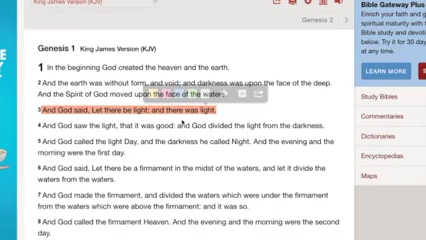 King James Version (KJV)
Genesis 2
Genesis 1 King James Version (KJV)
1 In the beginning God created the heaven and the earth.
2 And the earth was without form, and void; and darkness was upon the face of the deep.
And the Spirit of God moved upon the face of the waters.
3 And God said, Let there be light: and there was light.
4 And God saw the light, that it was good: and God divided the light from the darkness.
5 And God called the light Day, and the darkness he called Night. And the evening and the
morning were the first day.
6 And God said, Let there be a firmament in the midst of the waters, and let it divide the
waters from the waters.
7 And God made the firmament, and divided the waters which were under the firmament
from the waters which were above the firmament: and it was so.
8 And God called the firmament Heaven. And the evening and the morning were the second
day.
Bible Gateway Plus
Enrich your faith and g
spiritual maturity with t
Bible study and devoti
below. Try it for 30 day
LEARN MORE
Study Bibles
Commentaries
Dictionaries
Encyclopedias
Maps